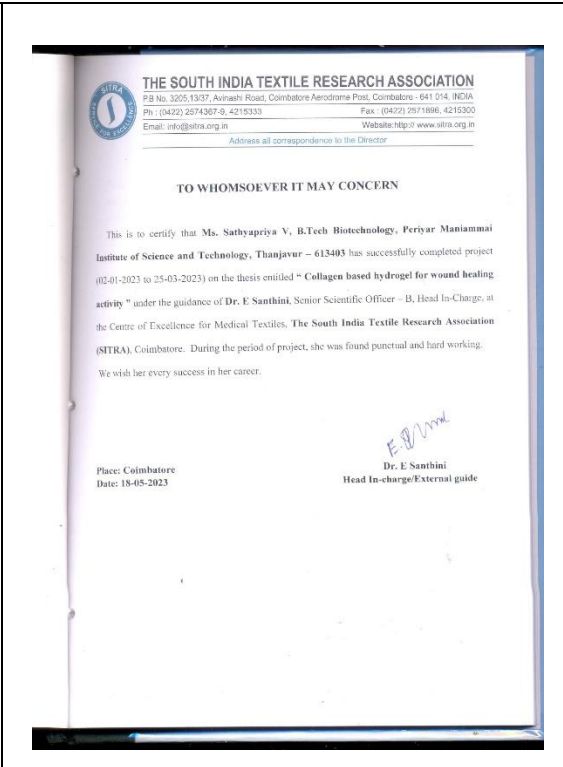 SITRA
SERVICE FOR EXCELLENCE
THE SOUTH INDIA TEXTILE RESEARCH ASSOCIATION
P.B No. 3205,13/37, Avinashi Road, Coimbatore Aerodrome Post, Coimbatore - 641 014, INDIA
Ph : (0422) 2574367-9, 4215333 Fax : (0422) 2571896, 4215300
Email: info@sitra.org.in Website:http:// www.sitra.org.in
Address all correspondence to the Director
TO WHOMSOEVER IT MAY CONCERN
This is to certify that Ms. Sathyapriya V, B.Tech Biotechnology, Periyar Maniammai
Institute of Science and Technology, Thanjavur – 613403 has successfully completed project
(02-01-2023 to 25-03-2023) on the thesis entitled “ Collagen based hydrogel for wound healing
activity ” under the guidance of Dr. E Santhini, Senior Scientific Officer – B, Head In-Charge, at
the Centre of Excellence for Medical Textiles, The South India Textile Research Association
(SITRA), Coimbatore. During the period of project, she was found punctual and hard working.
We wish her every success in her career.
Place: Coimbatore
Date: 18-05-2023
Dr. E Santhini
Head In-charge/External guide